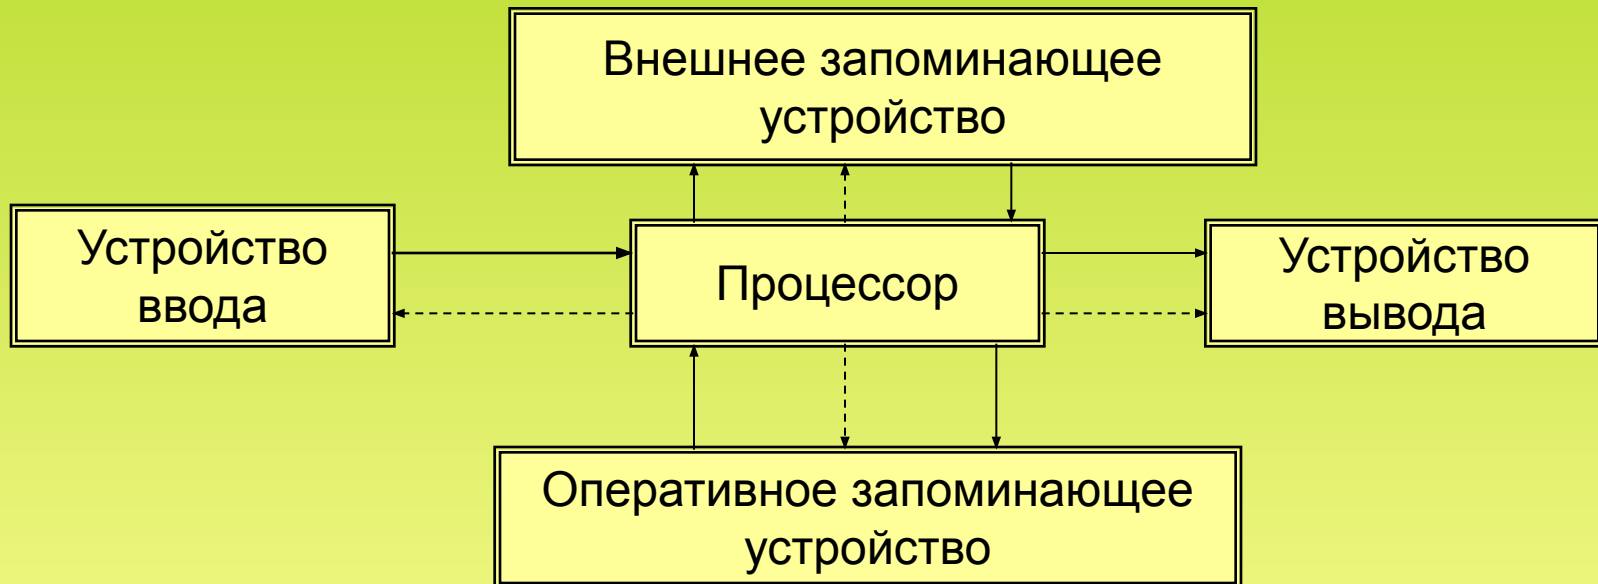 Внешнее запоминающее
устройство
Устройство
ввода
Процессор
Устройство
вывода
Оперативное запоминающее
устройство